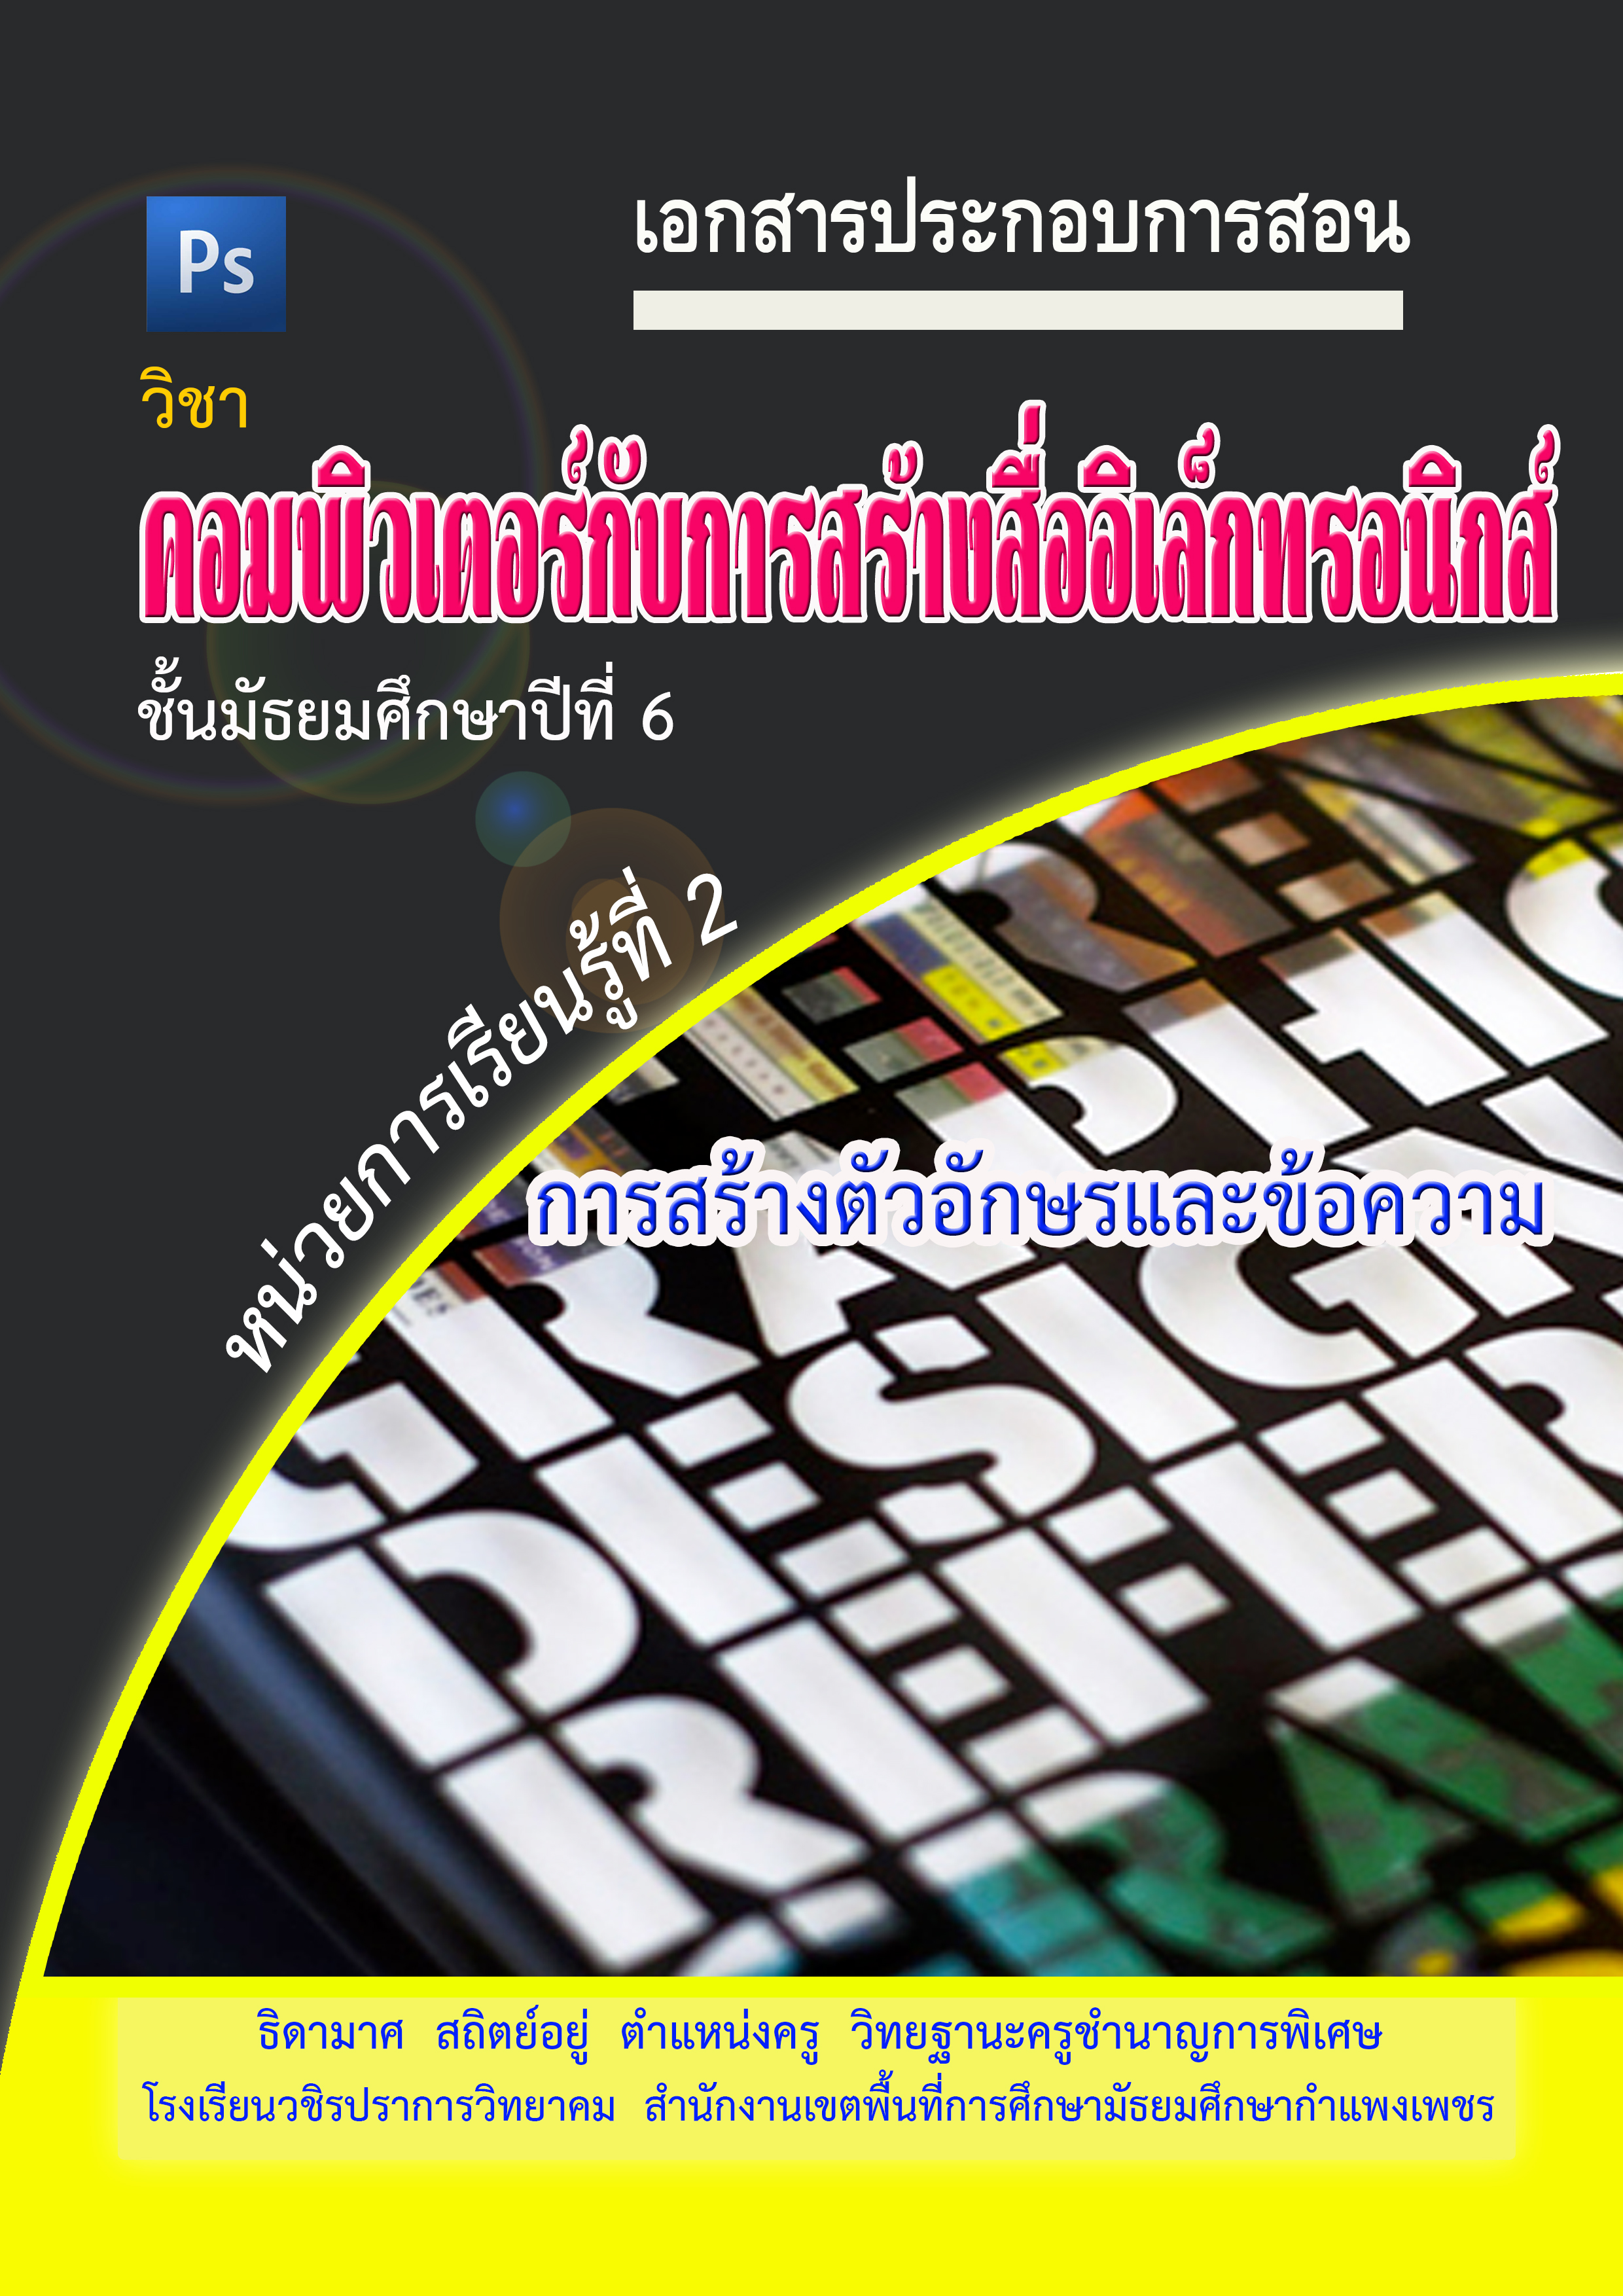 เอกสารประกอบการสอน
Ps
วิชา
คอมพิวเตอร์กับการสร้างสื่ออิเล็กทรอนิกส์
ชั้นมัธยมศึกษาปีที่ 6
หน่วยการเรียนรู้ที่ 2
การสร้างตัวอักษรและข้อความ
ธิดามาศ สถิตย์อยู่ ตำแหน่งครู วิทยฐานะครูชำนาญการพิเศษ
โรงเรียนวชิรปราการวิทยาคม สำนักงานเขตพื้นที่การศึกษามัธยมศึกษากำแพงเพชร